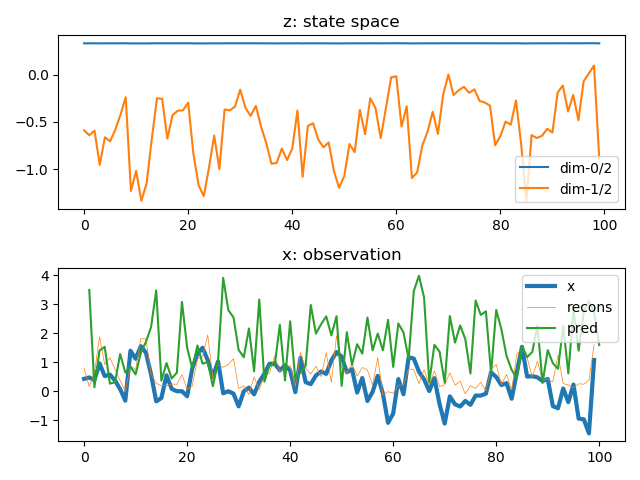 z: state space
0.0
−0.5
−1.0
dim-0/2
dim-1/2
0 20 40 60 80 100
x: observation
4
3
2
1
0
−1
x
recons
pred
0 20 40 60 80 100